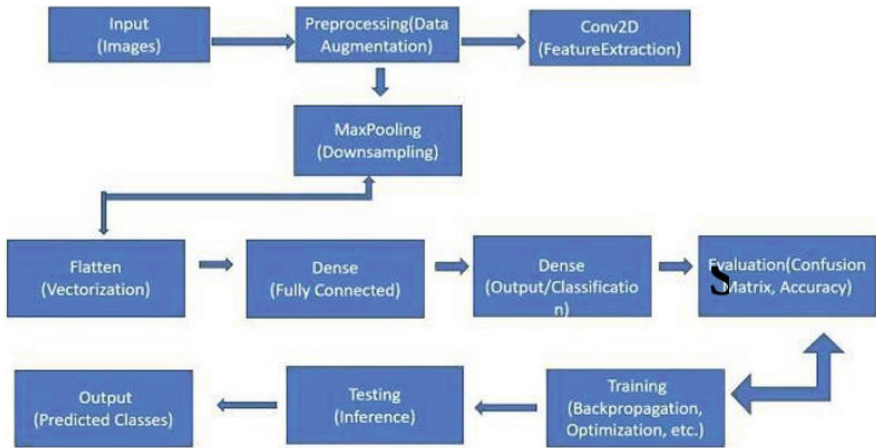 Input
(Images)
Preprocessing(Data
Augmentation)
Conv2D
(FeatureExtraction)
MaxPooling
(Downsampling)
Flatten
(Vectorization)
Dense
(Fully Connected)
Dense
(Output/Classificatio
n)
Evaluation(Confusion
Matrix, Accuracy)
S
Output
(Predicted Classes)
Testing
(Inference)
Training
(Backpropagation,
Optimization, etc.)